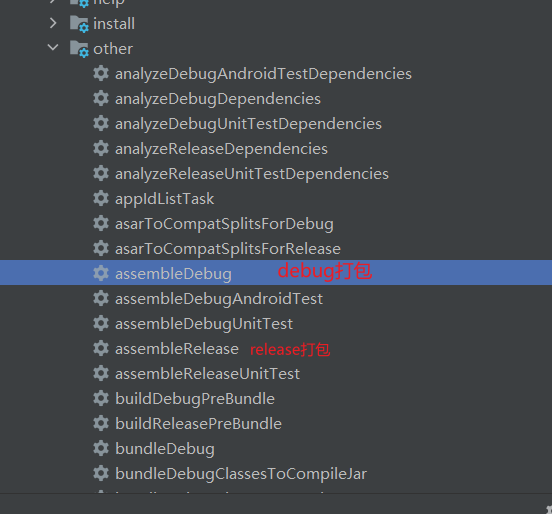 help
install
other
analyzeDebugAndroidTestDependencies
analyzeDebugDependencies
analyzeDebugUnitTestDependencies
analyzeReleaseDependencies
analyzeReleaseUnitTestDependencies
appIdListTask
asarToCompatSplitsForDebug
asarToCompatSplitsForRelease
assembleDebug debug打包
assembleDebugAndroidTest
assembleDebugUnitTest
assembleRelease release打包
assembleReleaseUnitTest
buildDebugPreBundle
buildReleasePreBundle
bundleDebug
bundleDebugClassesToCompileJar